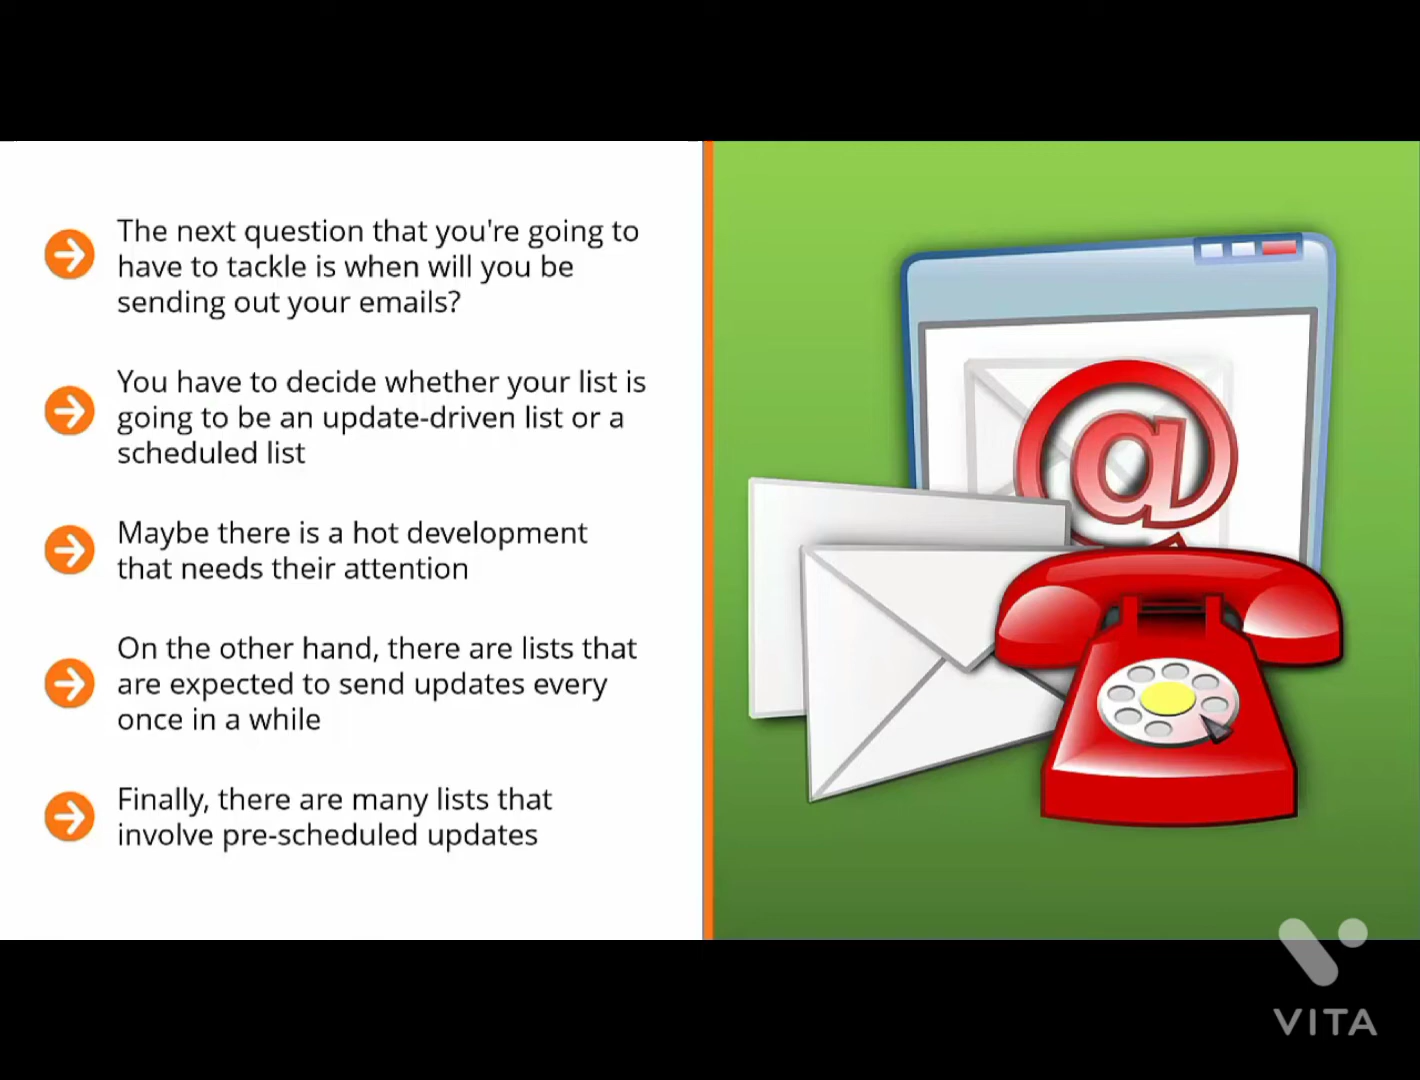 The next question that you're going to
have to tackle is when will you be
sending out your emails?
You have to decide whether your list is
going to be an update-driven list or a
scheduled list
Maybe there is a hot development
that needs their attention
On the other hand, there are lists that
are expected to send updates every
once in a while
Finally, there are many lists that
involve pre-scheduled updates
@
VITA